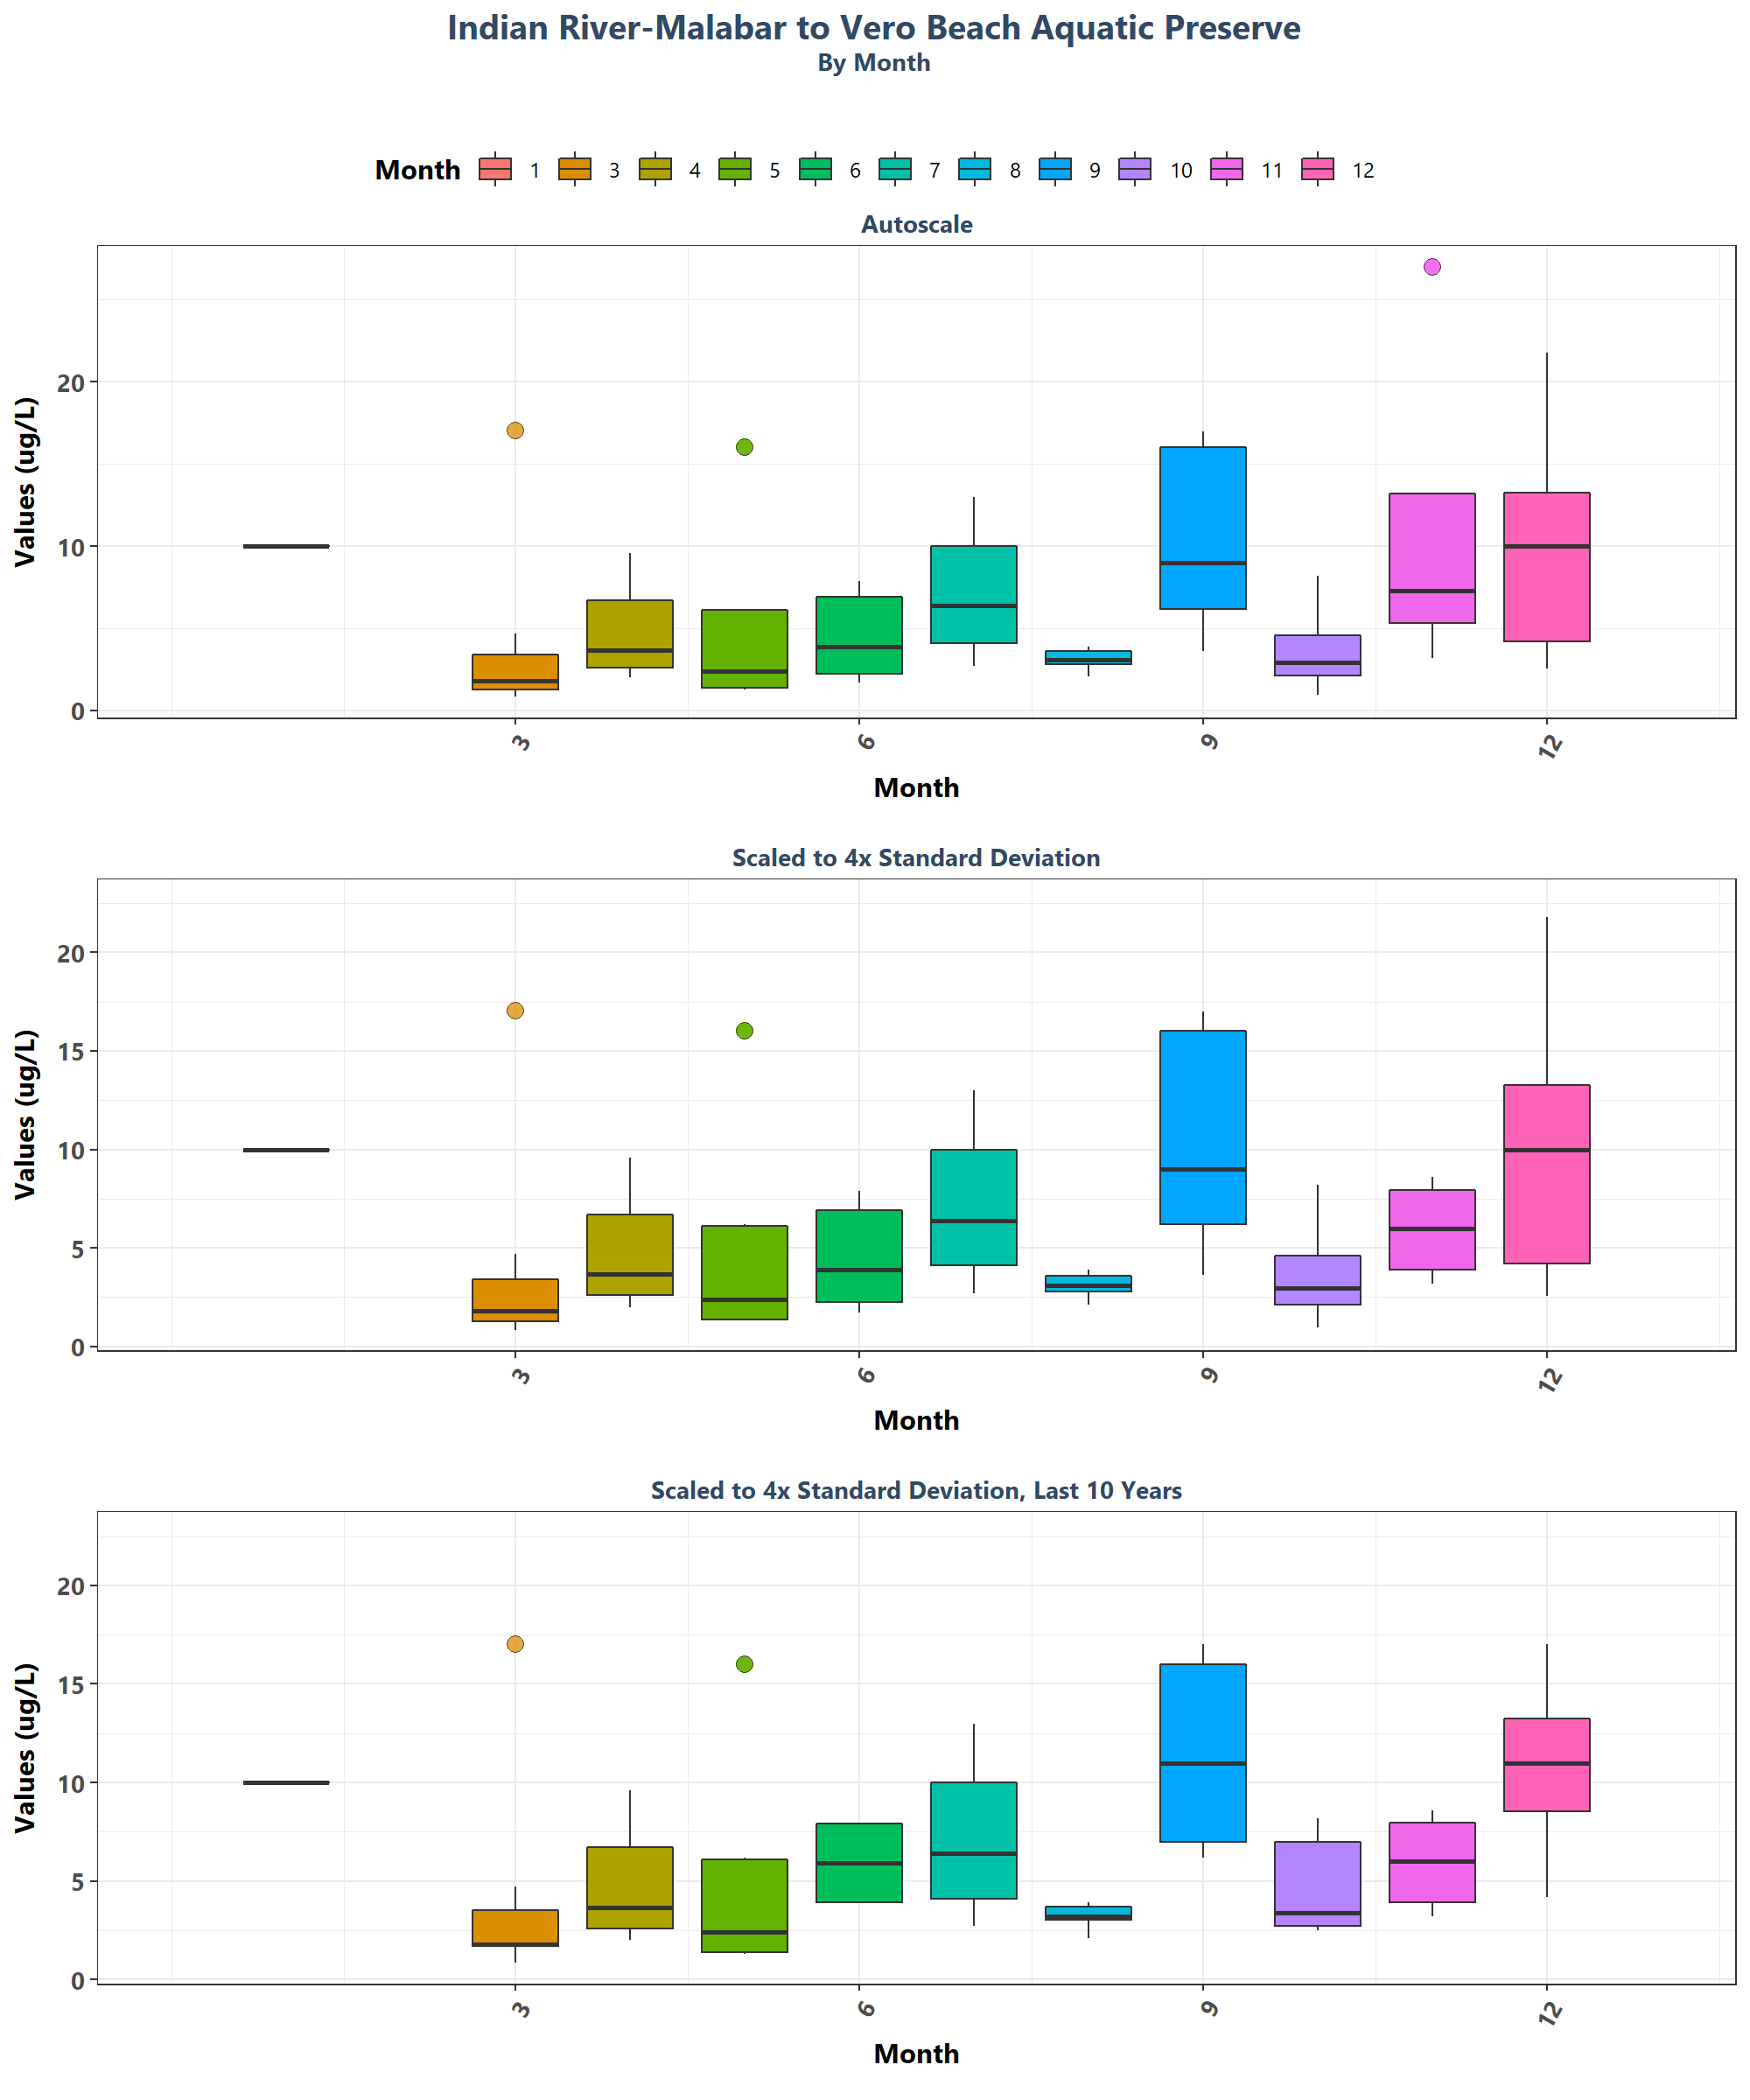 Indian River-Malabar to Vero Beach Aquatic Preserve
By Month
Month 1 3 4 5 6 7 8 9 10 11 12
Autoscale
Values (ug/L)
20
10
0
3 6 9 12
Month
Scaled to 4x Standard Deviation
Values (ug/L)
20
15
10
5
0
3 6 9 12
Month
Scaled to 4x Standard Deviation, Last 10 Years
Values (ug/L)
20
15
10
5
0
3 6 9 12
Month